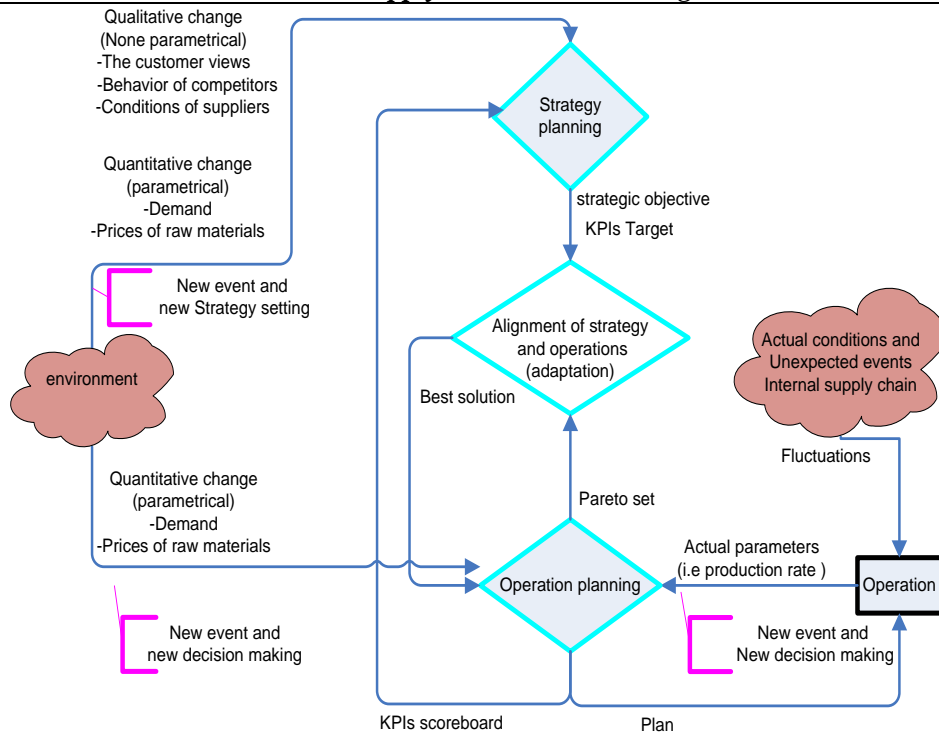 Qualitative change
(None parametrical)
-The customer views
-Behavior of competitors
-Conditions of suppliers
Strategy
planning
Quantitative change
(parametrical)
-Demand
-Prices of raw materials
strategic objective
KPIs Target
New event and
new Strategy setting
Alignment of strategy
and operations
(adaptation)
Actual conditions and
Unexpected events
Internal supply chain
environment
Best solution
Fluctuations
Quantitative change
(parametrical)
-Demand
-Prices of raw materials
Pareto set
Actual parameters
(i.e production rate )
Operation planning
Operation
New event and
new decision making
New event and
New decision making
KPIs scoreboard
Plan